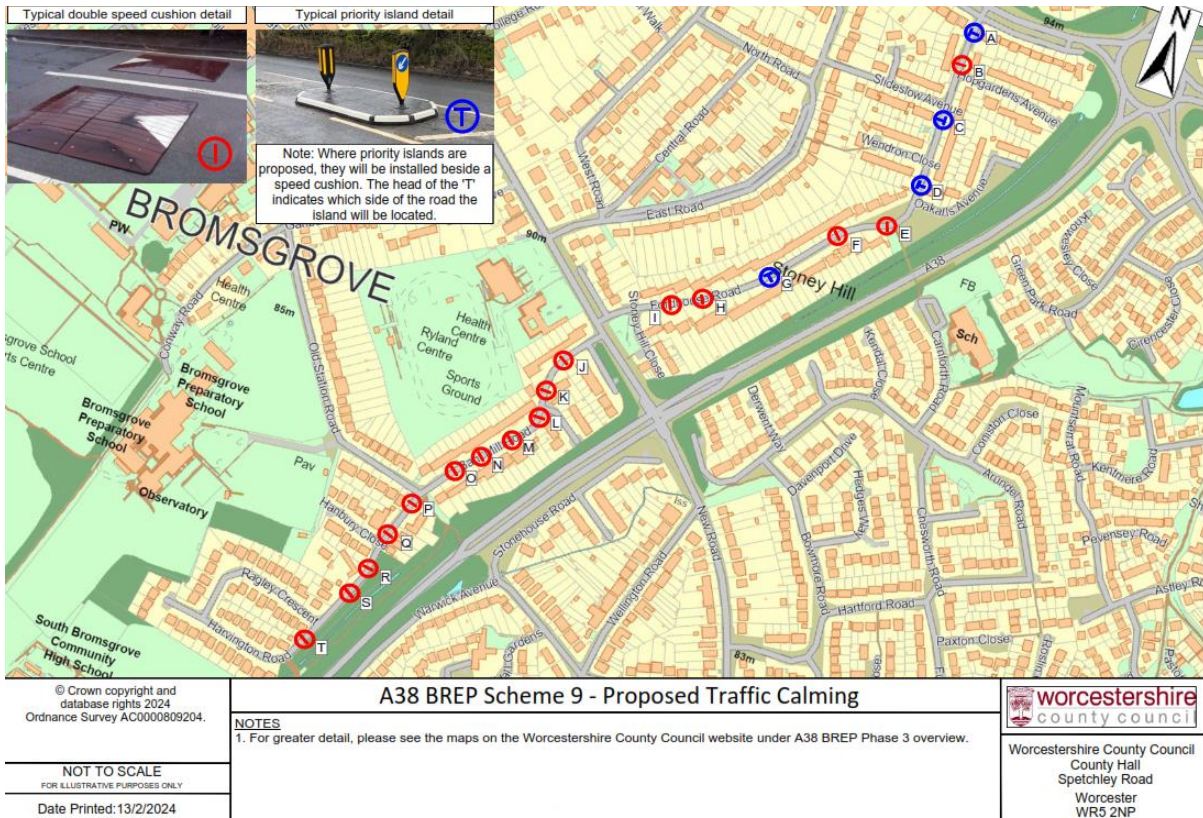 Typical double speed cushion detail
Typical priority island detail
Note: Where priority islands are
proposed, they will be installed beside a
speed cushion. The head of the 'T'
indicates which side of the road the
island will be located.
N
94m
A
B
C
D
E
F
G
H
I
J
K
L
M
N
O
P
Q
R
S
T
North Road
Slideslow Avenue
Hopgardens Avenue
Central Road
Wendron Close
West Road
East Road
Oakalls Avenue
BROMSGROVE
PW
90m
Stoney Hill
A38
FB
Knowesley Close
Green Park Road
Cirencester Close
Health
Centre
85m
Conway Road
Old Station Road
Health
Centre
Ryland
Centre
Sports
Ground
Stoney Hill Close
Sch
Kendal Close
Carnforth Road
Bromsgrove
Preparatory
School
Bromsgrove
Preparatory
School
Pav
Observatory
Derwent Way
Davenport Drive
Coniston Close
Mountserrat Road
Kentmere Road
Arundel Road
Hedges Way
Hanbury Close
Stonehouse Road
Iss
New Road
Bowmore Road
Chesworth Road
Pevensey Road
Ragley Crescent
Warwick Avenue
Wellington Road
Hartford Road
Harvington Road
Paxton Close
83m
South Bromsgrove
Community
High School
© Crown copyright and
database rights 2024
Ordnance Survey AC0000809204.
NOT TO SCALE
FOR ILLUSTRATIVE PURPOSES ONLY
Date Printed:13/2/2024
A38 BREP Scheme 9 - Proposed Traffic Calming
NOTES
1. For greater detail, please see the maps on the Worcestershire County Council website under A38 BREP Phase 3 overview.
worcestershire
county council
Worcestershire County Council
County Hall
Spetchley Road
Worcester
WR5 2NP